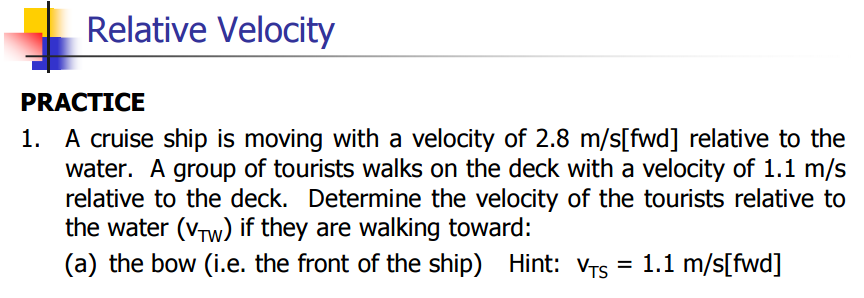 Relative Velocity
PRACTICE
1. A cruise ship is moving with a velocity of 2.8 m/s[fwd] relative to the
water. A group of tourists walks on the deck with a velocity of 1.1 m/s
relative to the deck. Determine the velocity of the tourists relative to
the water (vTW) if they are walking toward:
(a) the bow (i.e. the front of the ship) Hint: vTS = 1.1 m/s[fwd]